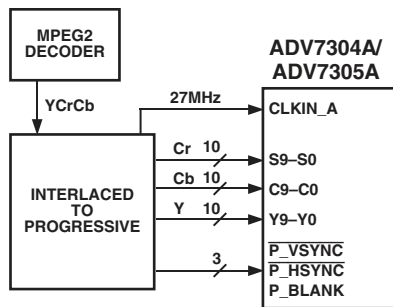 MPEG2
DECODER
YCrCb
INTERLACED
TO
PROGRESSIVE
ADV7304A/
ADV7305A
27MHz
CLKIN_A
Cr 10
S9–S0
Cb 10
C9–C0
Y 10
Y9–Y0
P_VSYNC
3
P_HSYNC
P_BLANK